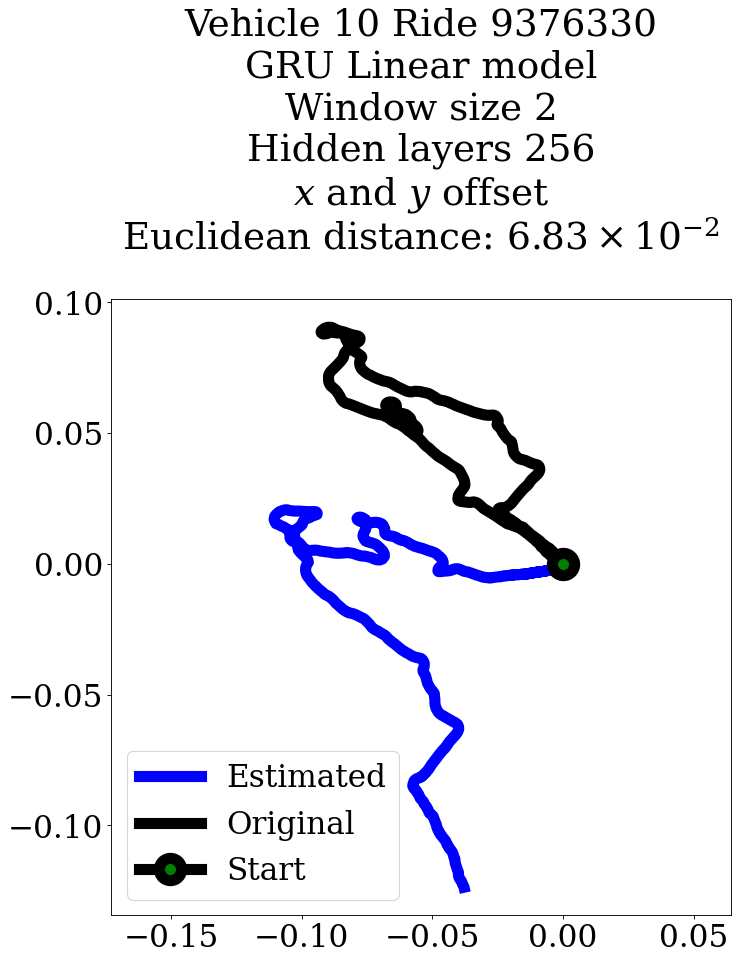 Vehicle 10 Ride 9376330
GRU Linear model
Window size 2
Hidden layers 256
x and y offset
Euclidean distance: 6.83 × 10⁻²
0.10
0.05
0.00
−0.05
−0.10
Estimated
Original
Start
−0.15 −0.10 −0.05 0.00 0.05